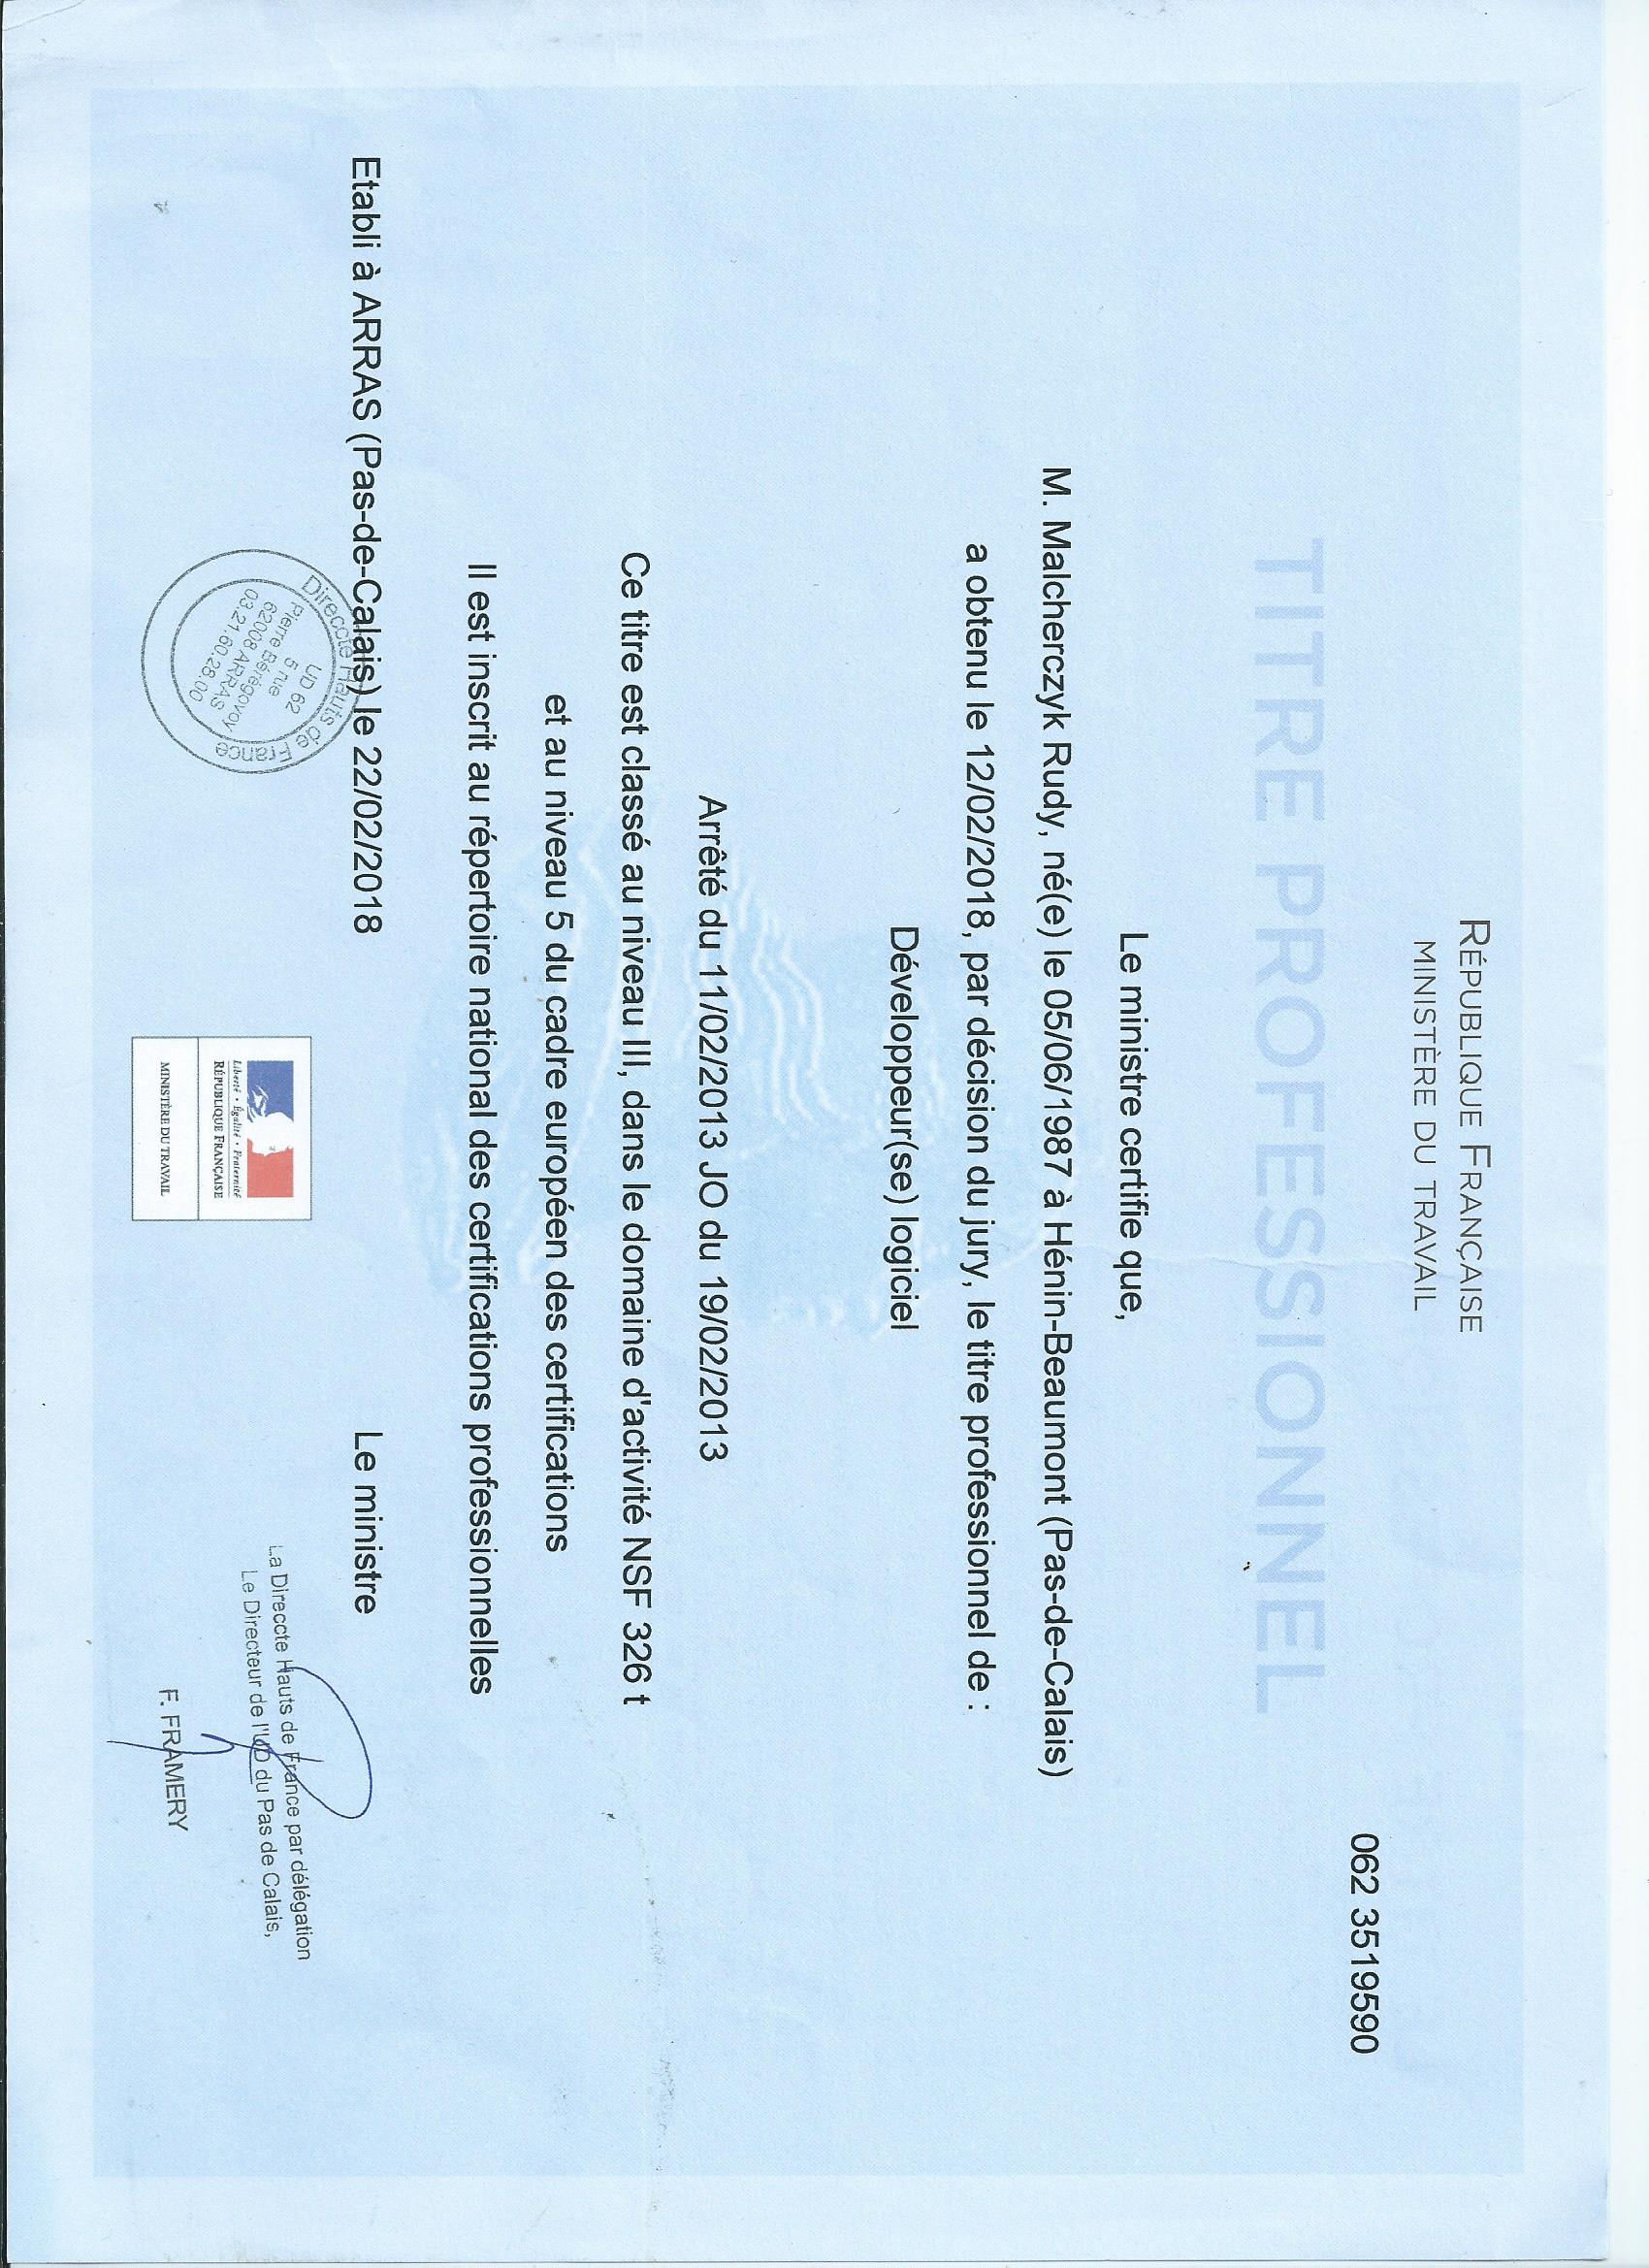 RÉPUBLIQUE FRANÇAISE
MINISTÈRE DU TRAVAIL
062 3519590
TITRE PROFESSIONNEL
Le ministre certifie que,
M. Malcherczyk Rudy, né(e) le 05/06/1987 à Hénin-Beaumont (Pas-de-Calais)
a obtenu le 12/02/2018, par décision du jury, le titre professionnel de :
Développeur(se) logiciel
Arrêté du 11/02/2013 JO du 19/02/2013
Ce titre est classé au niveau III, dans le domaine d'activité NSF 326 t
et au niveau 5 du cadre européen des certifications
Il est inscrit au répertoire national des certifications professionnelles
Etabli à ARRAS (Pas-de-Calais) le 22/02/2018
Le ministre
Direccte Hauts de France
UD 62
5 rue
Pierre Bérégovoy
62008 ARRAS
03.21.60.28.00
Liberté • Égalité • Fraternité
RÉPUBLIQUE FRANÇAISE
MINISTÈRE DU TRAVAIL
La Direccte Hauts de France par délégation
Le Directeur de l'UD du Pas de Calais,
F. FRAMERY